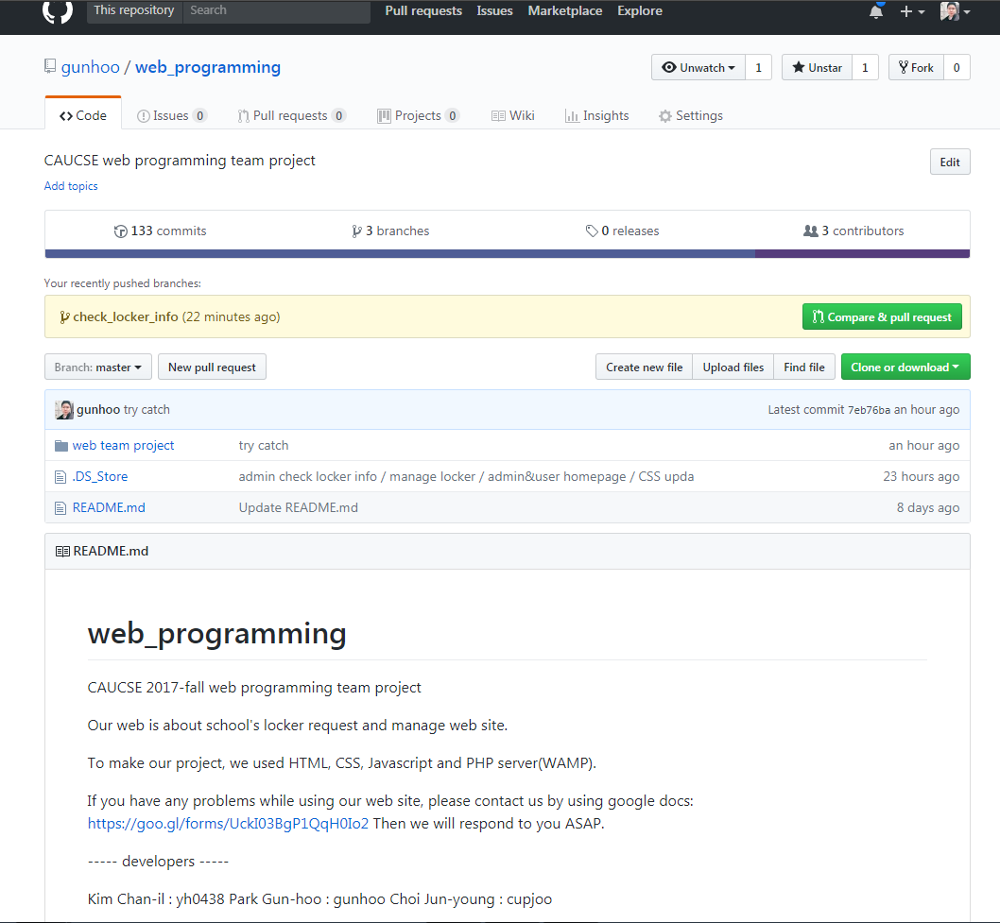 This repository Search Pull requests Issues Marketplace Explore
gunhoo / web_programming Unwatch 1 Unstar 1 Fork 0
Code Issues 0 Pull requests 0 Projects 0 Wiki Insights Settings
CAUCSE web programming team project Edit
Add topics
133 commits 3 branches 0 releases 3 contributors
Your recently pushed branches:
check_locker_info (22 minutes ago) Compare & pull request
Branch: master New pull request Create new file Upload files Find file Clone or download
gunhoo try catch Latest commit 7eb76ba an hour ago
web team project try catch an hour ago
.DS_Store admin check locker info / manage locker / admin&user homepage / CSS upda 23 hours ago
README.md Update README.md 8 days ago
README.md
web_programming
CAUCSE 2017-fall web programming team project
Our web is about school's locker request and manage web site.
To make our project, we used HTML, CSS, Javascript and PHP server(WAMP).
If you have any problems while using our web site, please contact us by using google docs:
https://goo.gl/forms/UckI03BgP1QqH0Io2 Then we will respond to you ASAP.
----- developers -----
Kim Chan-il : yh0438 Park Gun-hoo : gunhoo Choi Jun-young : cupjoo